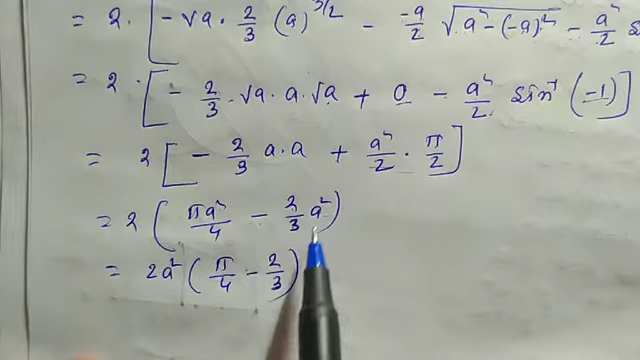 = 2. [ - √a . 2/3 (a)^3/2 - -a/2 √a² - (-a)² - a²/2
= 2 . [ - 2/3 . √a . a . √a + 0 - a²/2 sin⁻¹ (-1) ]
= 2 [ - 2/3 a.a + a²/2 . π/2 ]
= 2 ( πa²/4 - 2/3 a² )
= 2a² ( π/4 - 2/3 )